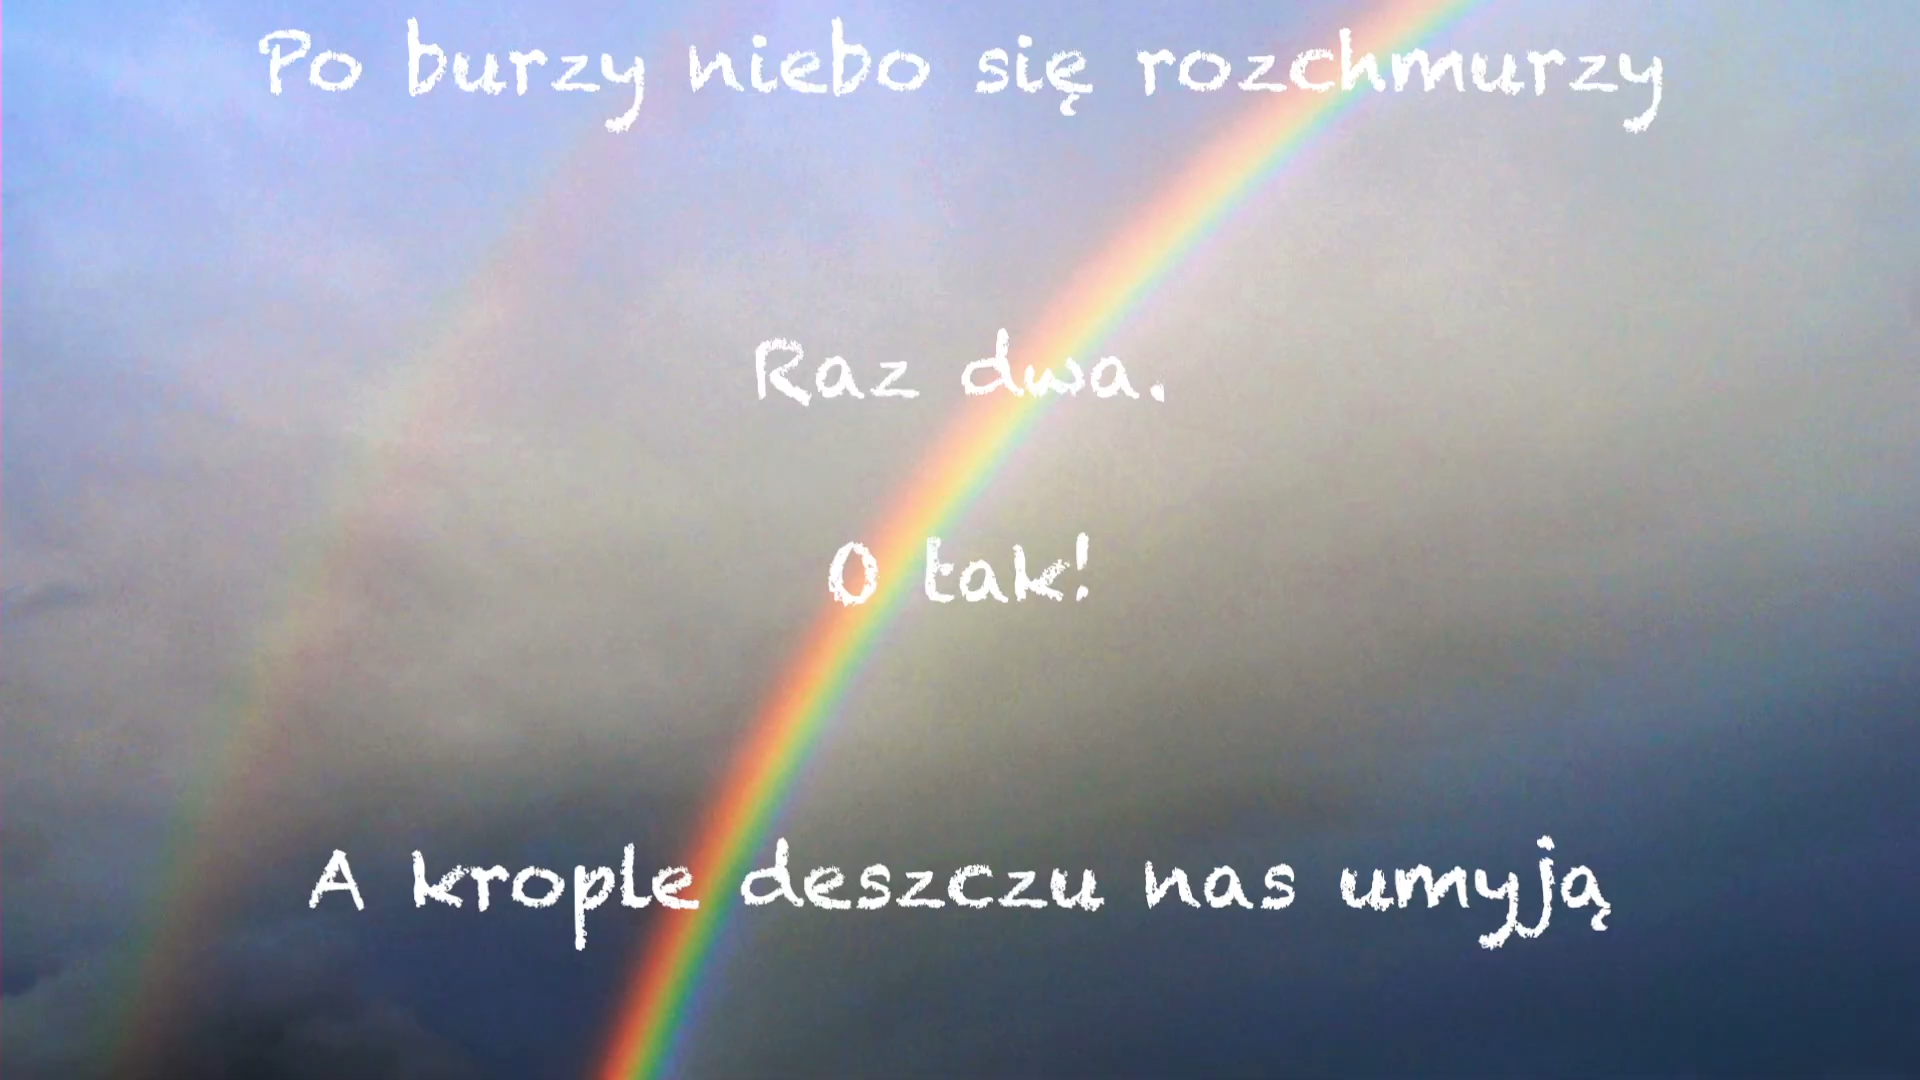 Po burzy niebo się rozchmurzy
Raz dwa.
O tak!
A krople deszczu nas umyją